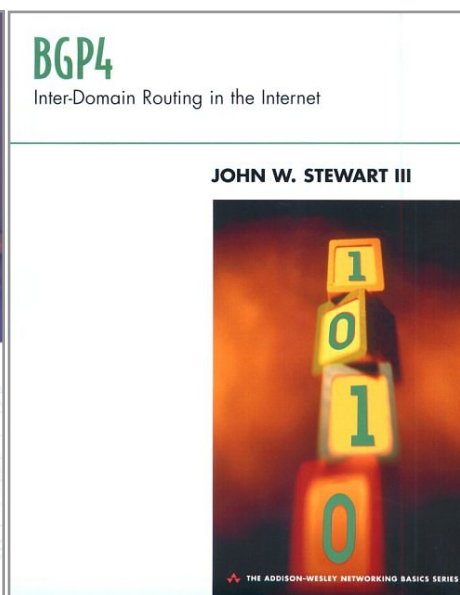 BGP4
Inter-Domain Routing in the Internet
JOHN W. STEWART III
1
0
1
0
THE ADDISON-WESLEY NETWORKING BASICS SERIES